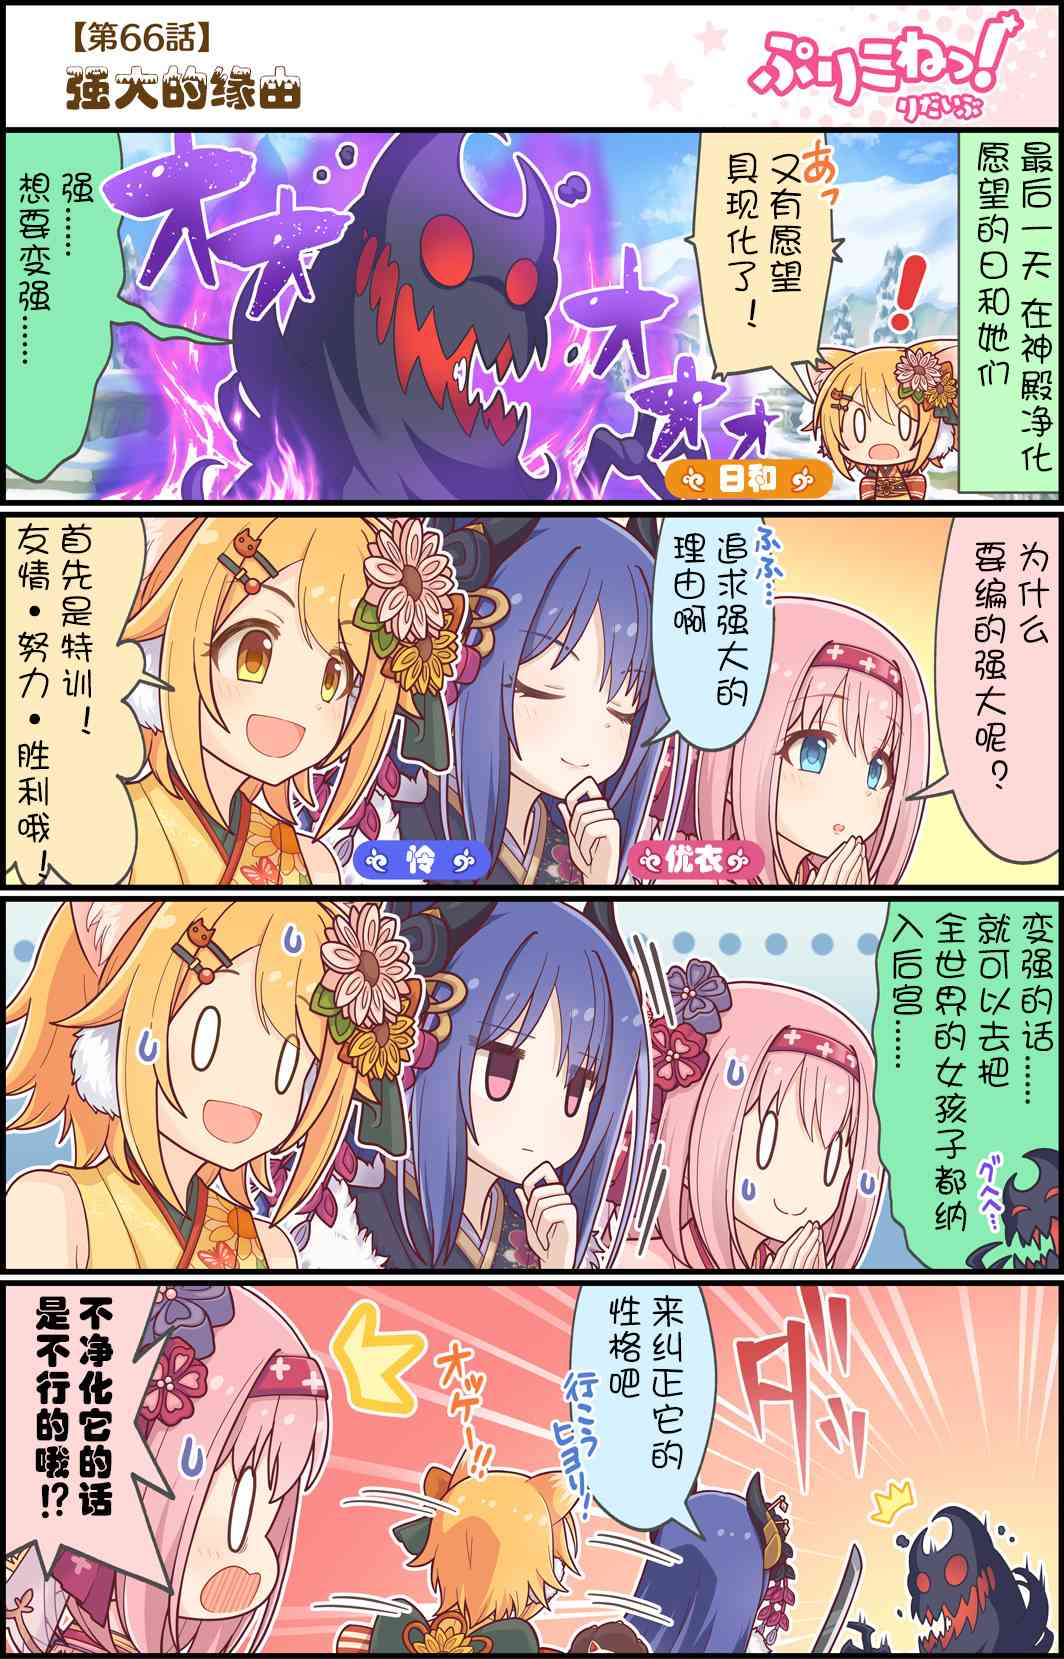 【第66話】
强大的缘由
ぷりこねっ!
りだいぶ
最后一天 在神殿净化
愿望的日和她们
あっ
又有愿望
具现化了！
！
日和
オオオオオオ
强……
想要变强……
为什么
要编的强大呢？
ふふ…
追求强大的
理由啊
首先是特训！
友情・努力・胜利哦！
怜
优衣
变强的话……
就可以去把
全世界的女孩子都纳
入后宫……
グヘヘ…
ダッ
来纠正它的
性格吧
行こう
ヒヨリ！
オッケー!!
不净化它的话
是不行的哦!?